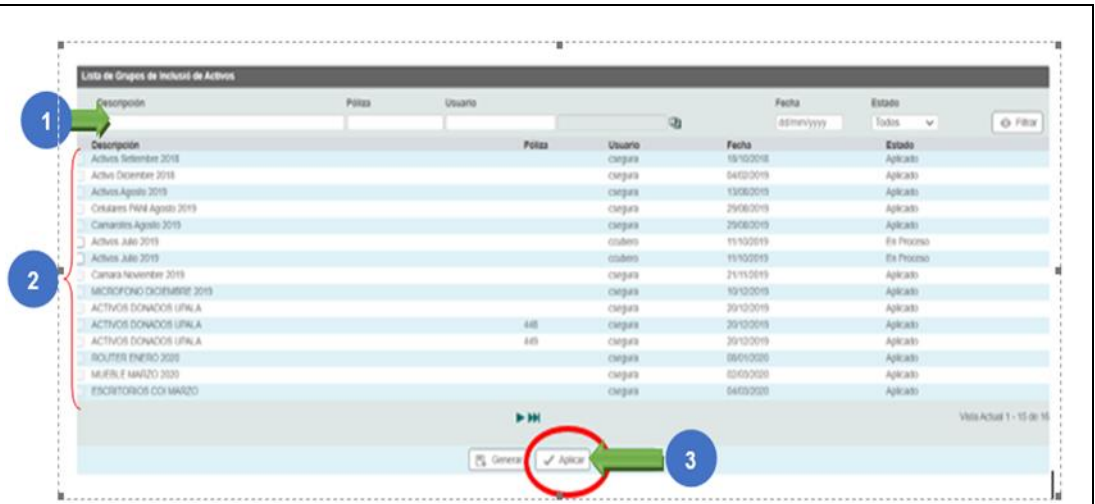 Lista de Grupos de Inclusió de Activos
Descripción Póliza Usuario Fecha Estado
1
dd/mm/yyyy Todos Filtrar
Descripción Póliza Usuario Fecha Estado
Activos Setiembre 2018 csegura 18/10/2018 Aplicado
Activo Diciembre 2018 csegura 04/02/2019 Aplicado
Activos Agosto 2019 csegura 13/08/2019 Aplicado
Celulares PANI Agosto 2019 csegura 29/08/2019 Aplicado
Camarotes Agosto 2019 csegura 29/08/2019 Aplicado
Activos Julio 2019 ccubero 11/10/2019 En Proceso
Activos Julio 2019 ccubero 11/10/2019 En Proceso
2
Camara Noviembre 2019 csegura 21/11/2019 Aplicado
MICROFONO DICIEMBRE 2019 csegura 10/12/2019 Aplicado
ACTIVOS DONADOS UPALA csegura 20/12/2019 Aplicado
ACTIVOS DONADOS UPALA 448 csegura 20/12/2019 Aplicado
ACTIVOS DONADOS UPALA 449 csegura 20/12/2019 Aplicado
ROUTER ENERO 2020 csegura 08/01/2020 Aplicado
MUEBLE MARZO 2020 csegura 02/03/2020 Aplicado
ESCRITORIOS COI MARZO csegura 04/03/2020 Aplicado
Vista Actual 1 - 15 de 16
Generar Aplicar 3